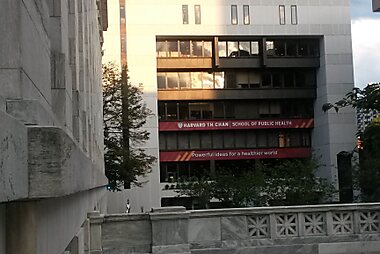 HARVARD T.H. CHAN | SCHOOL OF PUBLIC HEALTH
Powerful ideas for a healthier world